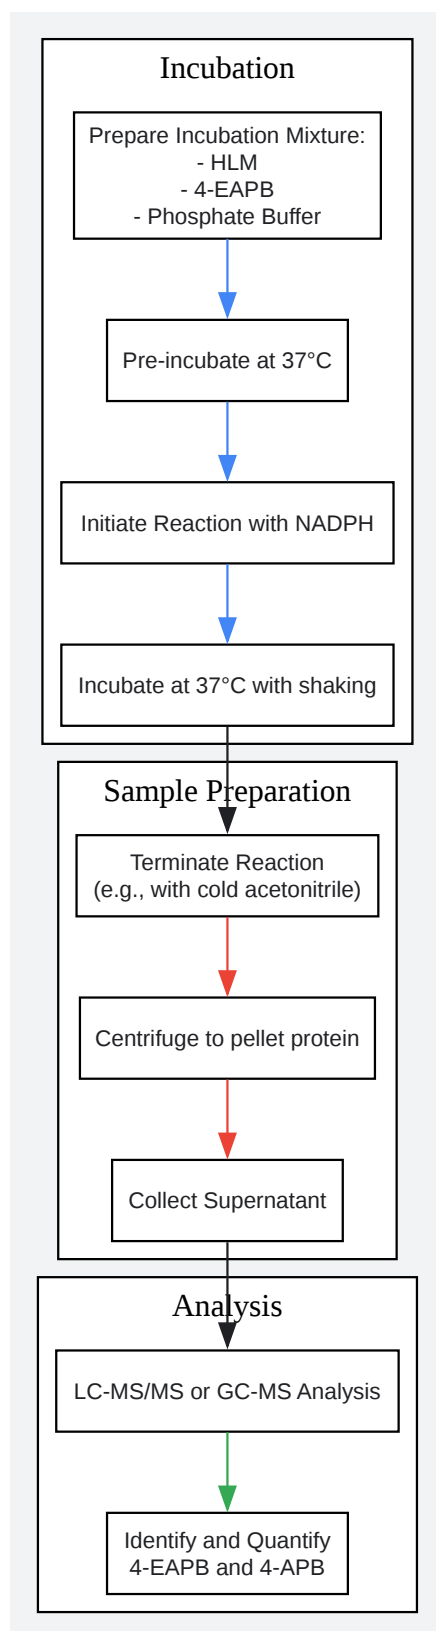 Incubation
Prepare Incubation Mixture:
- HLM
- 4-EAPB
- Phosphate Buffer
Pre-incubate at 37°C
Initiate Reaction with NADPH
Incubate at 37°C with shaking
Sample Preparation
Terminate Reaction
(e.g., with cold acetonitrile)
Centrifuge to pellet protein
Collect Supernatant
Analysis
LC-MS/MS or GC-MS Analysis
Identify and Quantify
4-EAPB and 4-APB